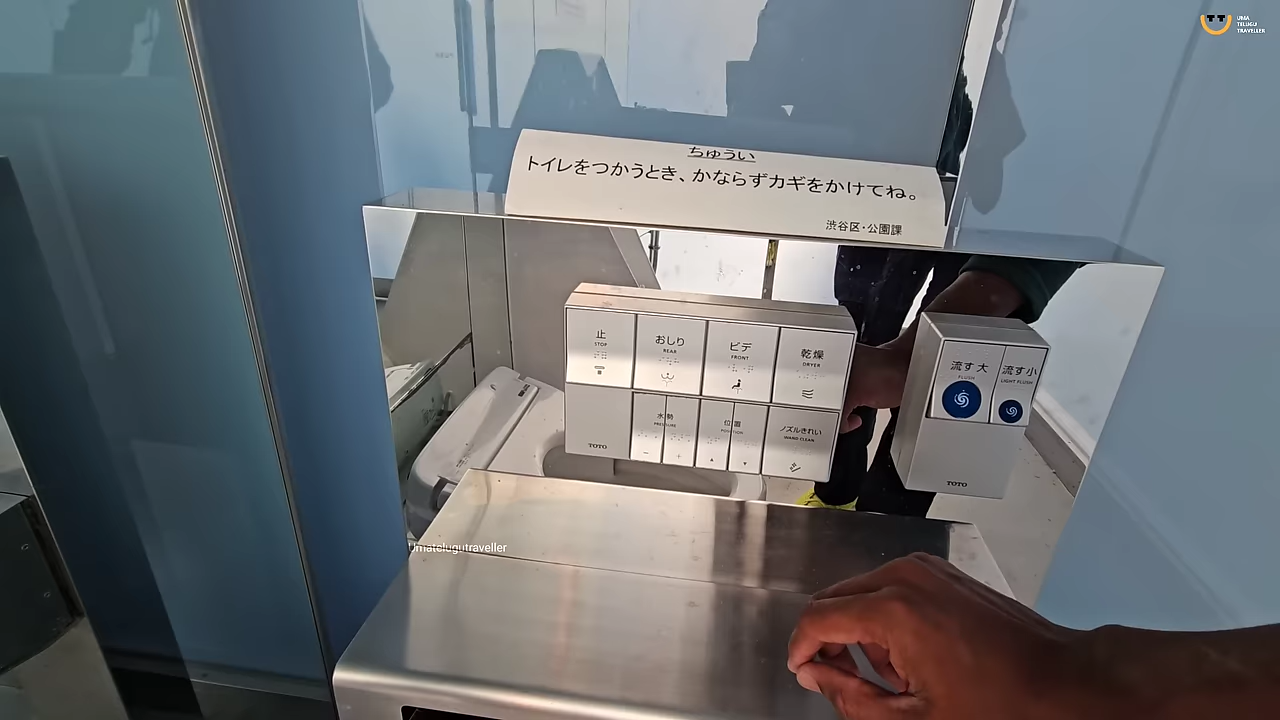 UMA
TELUGU
TRAVELLER
ちゅうい
トイレをつかうとき、かならずカギをかけてね。
渋谷区・公園課
止
STOP
おしり
REAR
ビデ
FRONT
乾燥
DRYER
水勢
PRESSURE
- +
位置
POSITION
ノズルきれい
WAND CLEAN
TOTO
流す大
FLUSH
流す小
LIGHT FLUSH
TOTO
Umatelugutraveller